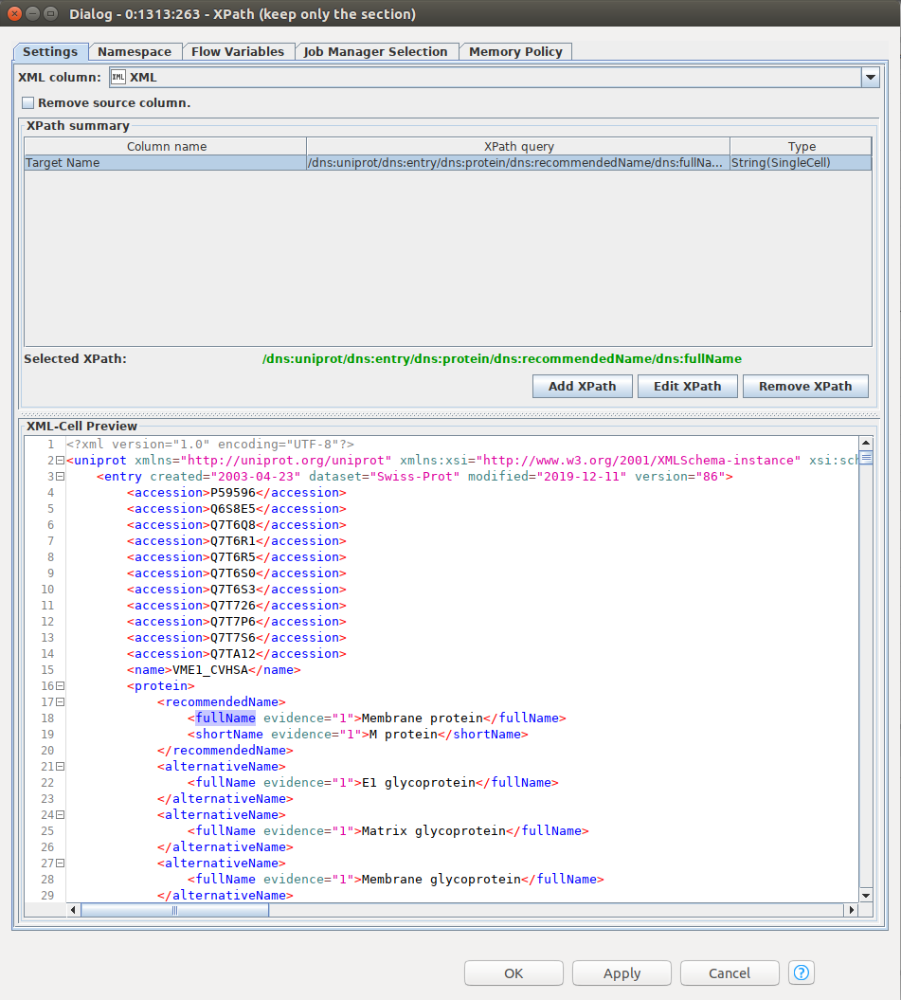 Dialog - 0:1313:263 - XPath (keep only the section)
Settings Namespace Flow Variables Job Manager Selection Memory Policy
XML column: XML XML
Remove source column.
XPath summary
Column name XPath query Type
Target Name /dns:uniprot/dns:entry/dns:protein/dns:recommendedName/dns:fullNa... String(SingleCell)
Selected XPath: /dns:uniprot/dns:entry/dns:protein/dns:recommendedName/dns:fullName
Add XPath Edit XPath Remove XPath
XML-Cell Preview
1 <?xml version="1.0" encoding="UTF-8"?>
2 <uniprot xmlns="http://uniprot.org/uniprot" xmlns:xsi="http://www.w3.org/2001/XMLSchema-instance" xsi:sch
3 <entry created="2003-04-23" dataset="Swiss-Prot" modified="2019-12-11" version="86">
4 <accession>P59596</accession>
5 <accession>Q6S8E5</accession>
6 <accession>Q7T6Q8</accession>
7 <accession>Q7T6R1</accession>
8 <accession>Q7T6R5</accession>
9 <accession>Q7T6S0</accession>
10 <accession>Q7T6S3</accession>
11 <accession>Q7T726</accession>
12 <accession>Q7T7P6</accession>
13 <accession>Q7T7S6</accession>
14 <accession>Q7TA12</accession>
15 <name>VME1_CVHSA</name>
16 <protein>
17 <recommendedName>
18 <fullName evidence="1">Membrane protein</fullName>
19 <shortName evidence="1">M protein</shortName>
20 </recommendedName>
21 <alternativeName>
22 <fullName evidence="1">E1 glycoprotein</fullName>
23 </alternativeName>
24 <alternativeName>
25 <fullName evidence="1">Matrix glycoprotein</fullName>
26 </alternativeName>
27 <alternativeName>
28 <fullName evidence="1">Membrane glycoprotein</fullName>
29 </alternativeName>
OK Apply Cancel ?